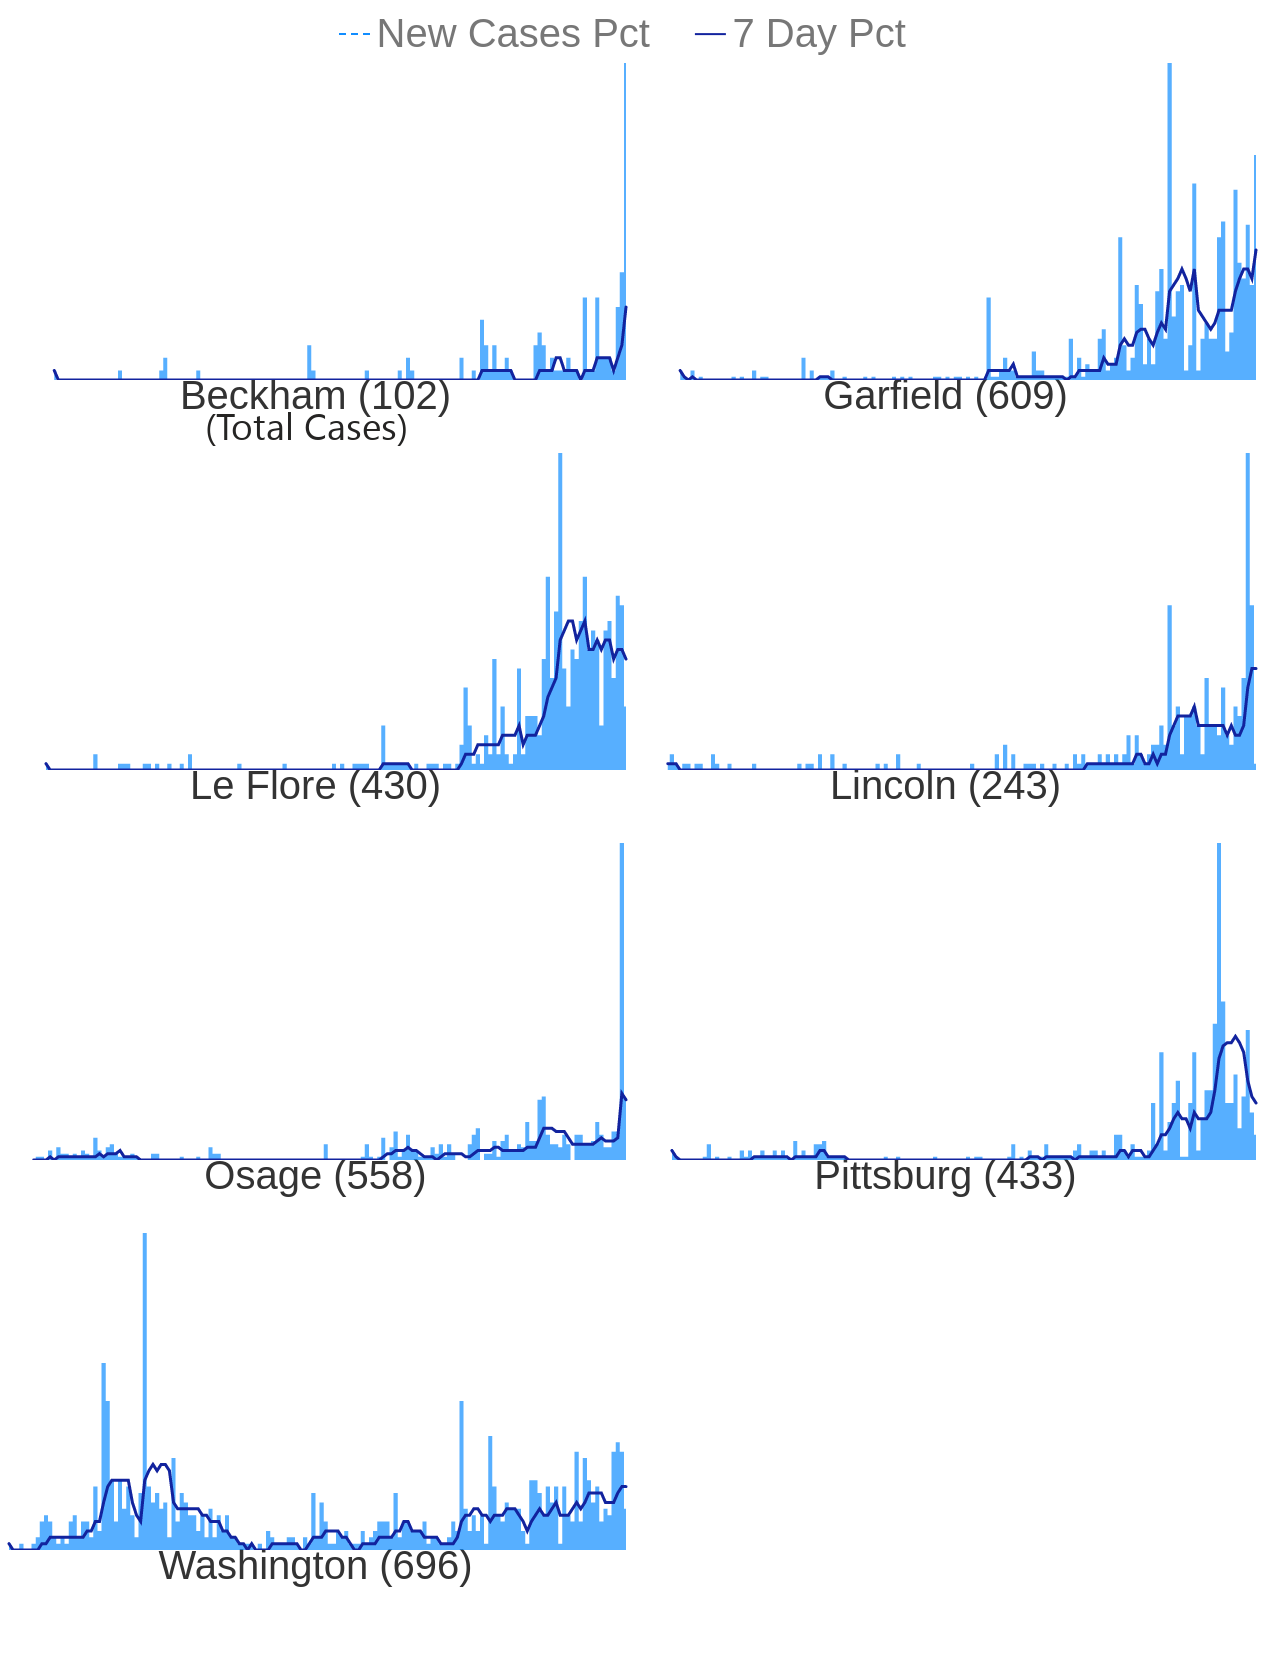 New Cases Pct 7 Day Pct
Beckham (102) Garfield (609)
(Total Cases)
Le Flore (430) Lincoln (243)
Osage (558) Pittsburg (433)
Washington (696)